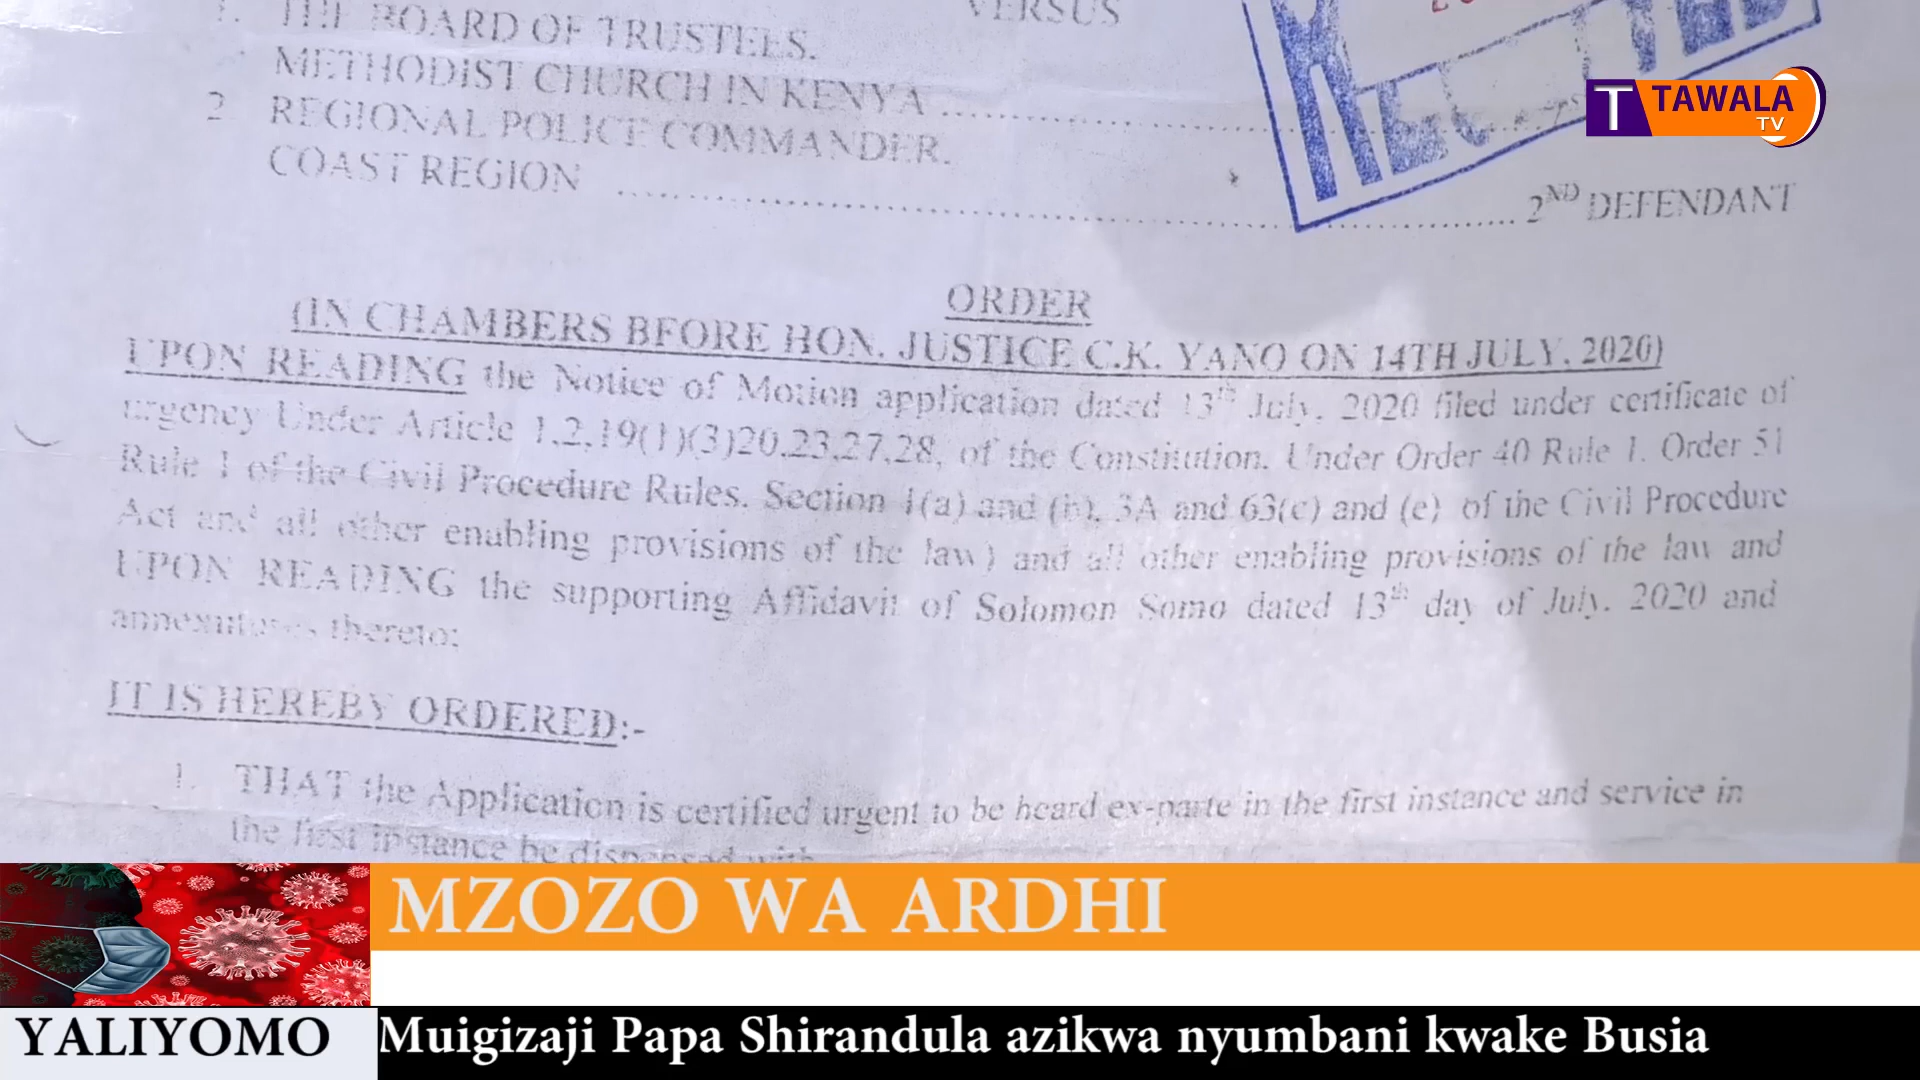 VERSUS
1. THE BOARD OF TRUSTEES.
METHODIST CHURCH IN KENYA
2 REGIONAL POLICE COMMANDER.
COAST REGION ........ 2ND DEFENDANT
TAWALA
TV
ORDER
(IN CHAMBERS BFORE HON. JUSTICE C.K. YANO ON 14TH JULY, 2020)
UPON READING the Notice of Motion application dated 13th July, 2020 filed under certificate of
urgency Under Article 1,2,19(1)(3)20,23,27,28, of the Constitution, Under Order 40 Rule 1, Order 51
Rule 1 of the Civil Procedure Rules, Section 1(a) and (b), 3A and 63(c) and (e) of the Civil Procedure
Act and all other enabling provisions of the law) and all other enabling provisions of the law and
UPON READING the supporting Affidavit of Solomon Somo dated 13th day of July, 2020 and
thereto:
IT IS HEREBY ORDERED:-
1. THAT the Application is certified urgent to be heard ex-parte in the first instance and service in
the first instance be dispensed with
MZOZO WA ARDHI
YALIYOMO
Muigizaji Papa Shirandula azikwa nyumbani kwake Busia